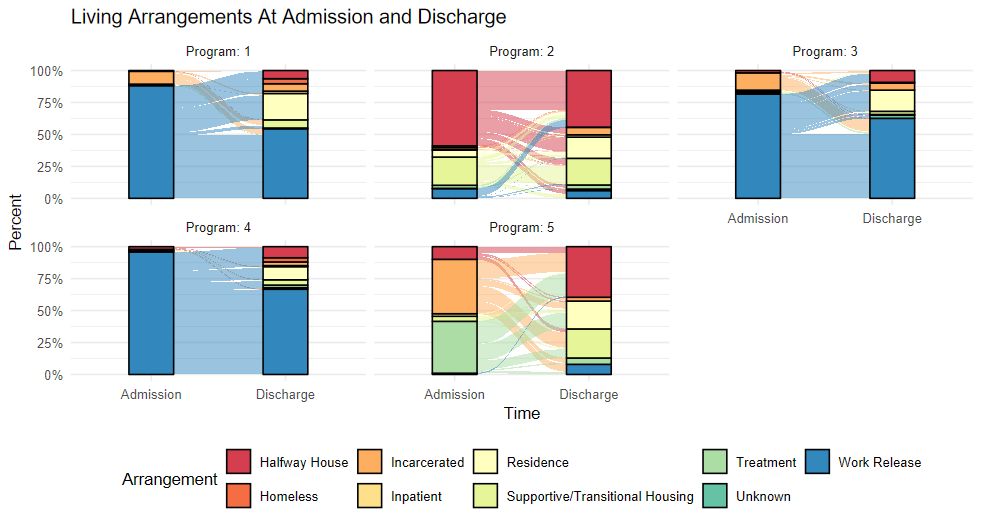 Living Arrangements At Admission and Discharge
Program: 1
Program: 2
Program: 3
100%
75%
50%
25%
0%
Admission
Discharge
Program: 4
Program: 5
100%
75%
50%
25%
0%
Percent
Admission
Discharge
Admission
Discharge
Time
Arrangement
Halfway House
Incarcerated
Residence
Treatment
Work Release
Homeless
Inpatient
Supportive/Transitional Housing
Unknown